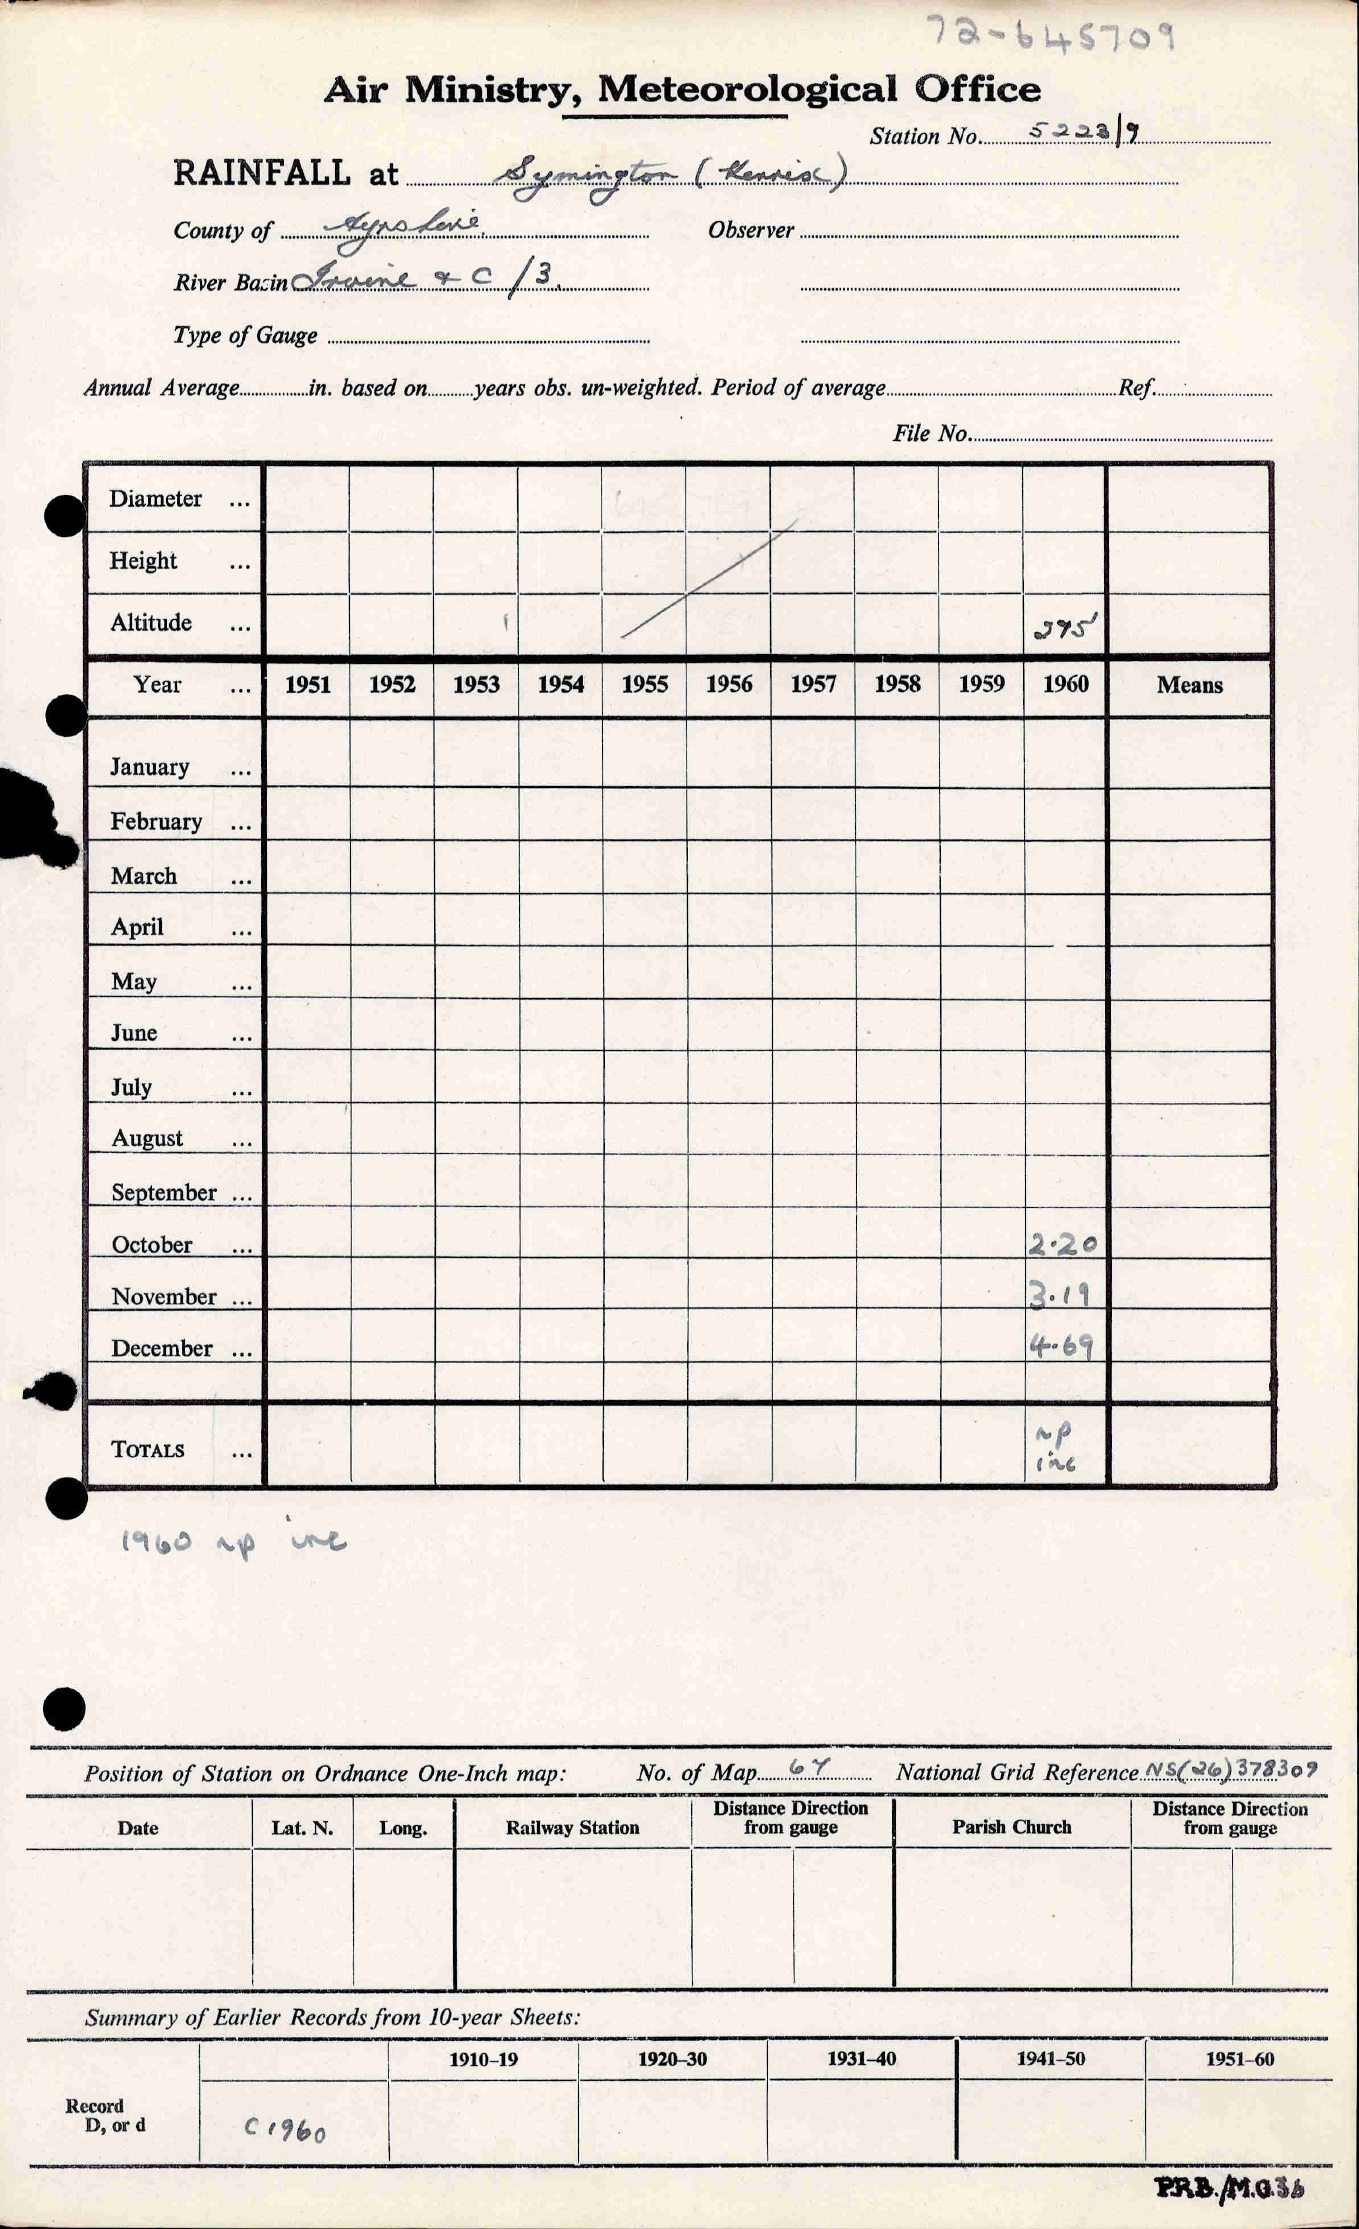 72-645709
Air Ministry, Meteorological Office
Station No. 5223/9
RAINFALL at Symington (Kerrix)
County of Ayrshire Observer
River Basin Irvine & C /3.
Type of Gauge
Annual Average in. based on years obs. un-weighted. Period of average Ref.
File No.
Diameter ...
Height ...
Altitude ... 295'
Year ... 1951 1952 1953 1954 1955 1956 1957 1958 1959 1960 Means
January ...
February ...
March ...
April ...
May ...
June ...
July ...
August ...
September ...
October ... 2.20
November ... 3.19
December ... 4.69
np
TOTALS ...
inc
1960 np inc
Position of Station on Ordnance One-Inch map: No. of Map 67 National Grid Reference NS(26)378309
Date Lat. N. Long. Railway Station Distance Direction from gauge Parish Church Distance Direction from gauge
Summary of Earlier Records from 10-year Sheets:
1910–19 1920–30 1931–40 1941–50 1951–60
Record
D, or d C1960
P.R.B./M.O.36